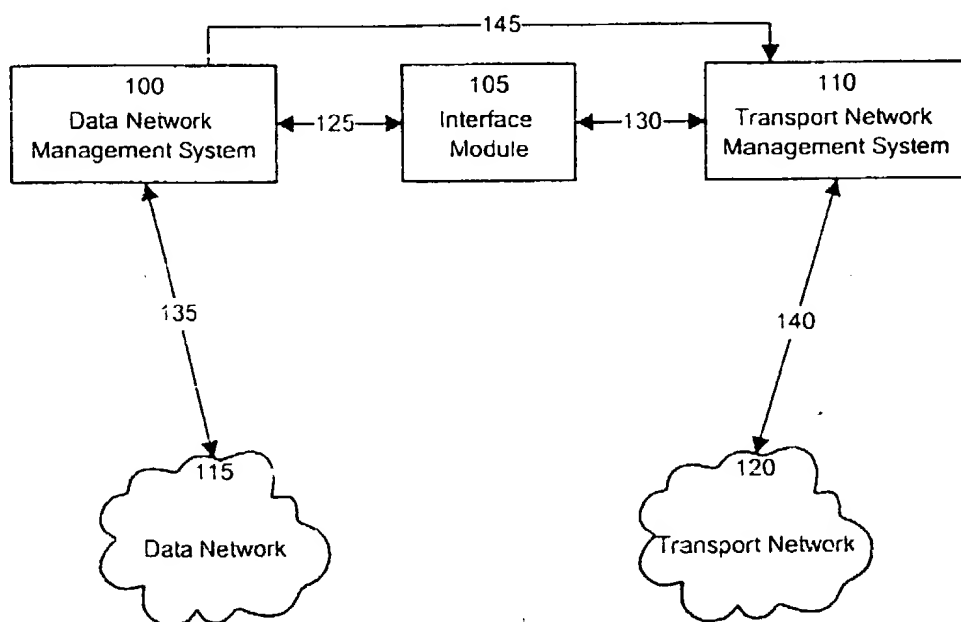 145
100
Data Network
Management System
125
105
Interface
Module
130
110
Transport Network
Management System
135
140
115
Data Network
120
Transport Network